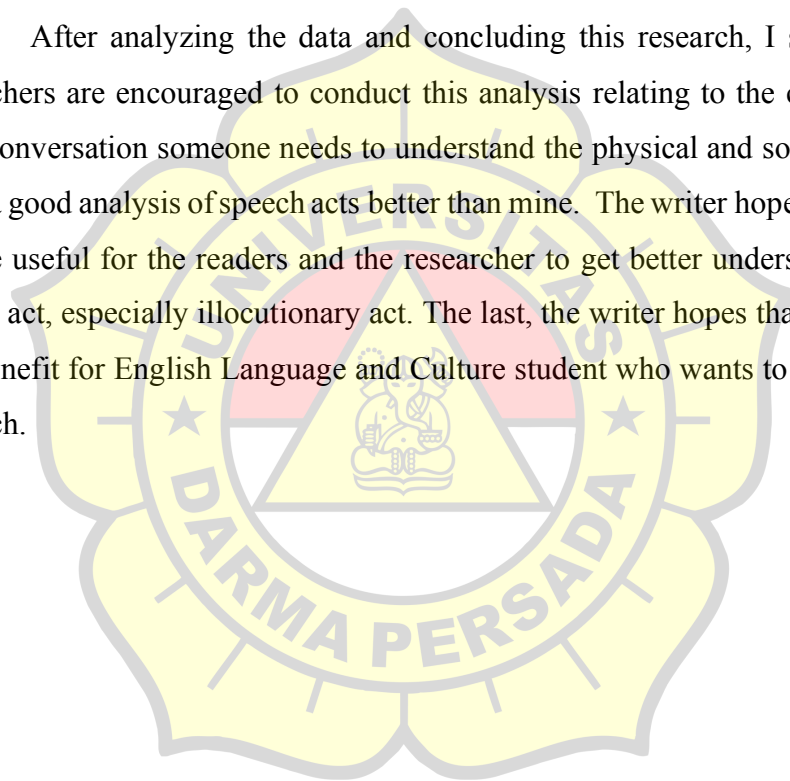 After analyzing the data and concluding this research, I
chers are encouraged to conduct this analysis relating to the
onversation someone needs to understand the physical and so
good analysis of speech acts better than mine. The writer hope
useful for the readers and the researcher to get better unders
act, especially illocutionary act. The last, the writer hopes tha
nefit for English Language and Culture student who wants to
ch.
UNIVERSITAS
DARMA PERSADA